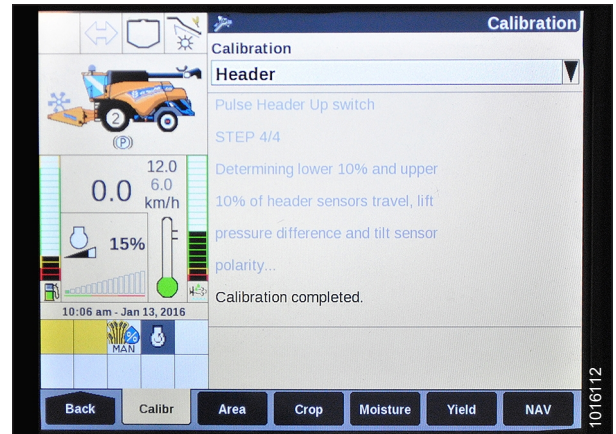 Calibration
Calibration
Header
Pulse Header Up switch
STEP 4/4
Determining lower 10% and upper
10% of header sensors travel, lift
pressure difference and tilt sensor
polarity...
Calibration completed.
2
(P)
12.0
0.0
6.0
km/h
15%
10:06 am - Jan 13, 2016
%
MAN
Back
Calibr
Area
Crop
Moisture
Yield
NAV
1016112